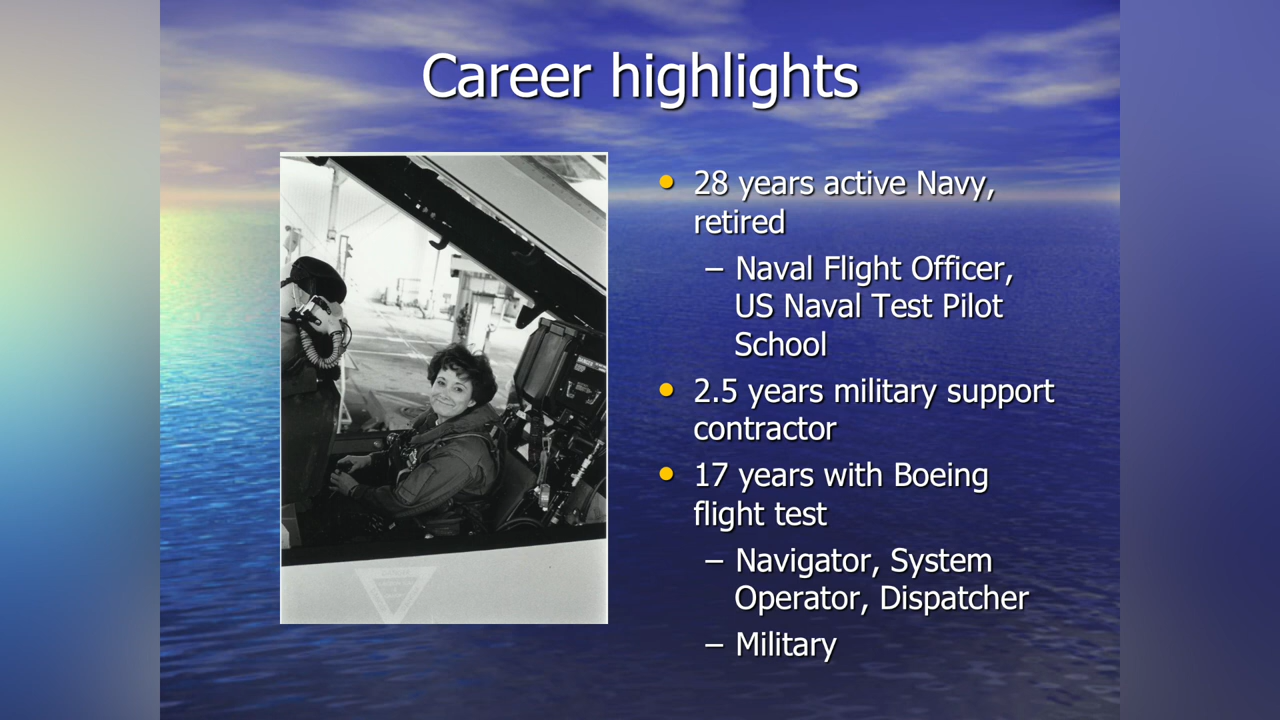 Career highlights
• 28 years active Navy,
retired
– Naval Flight Officer,
US Naval Test Pilot
School
• 2.5 years military support
contractor
• 17 years with Boeing
flight test
– Navigator, System
Operator, Dispatcher
– Military